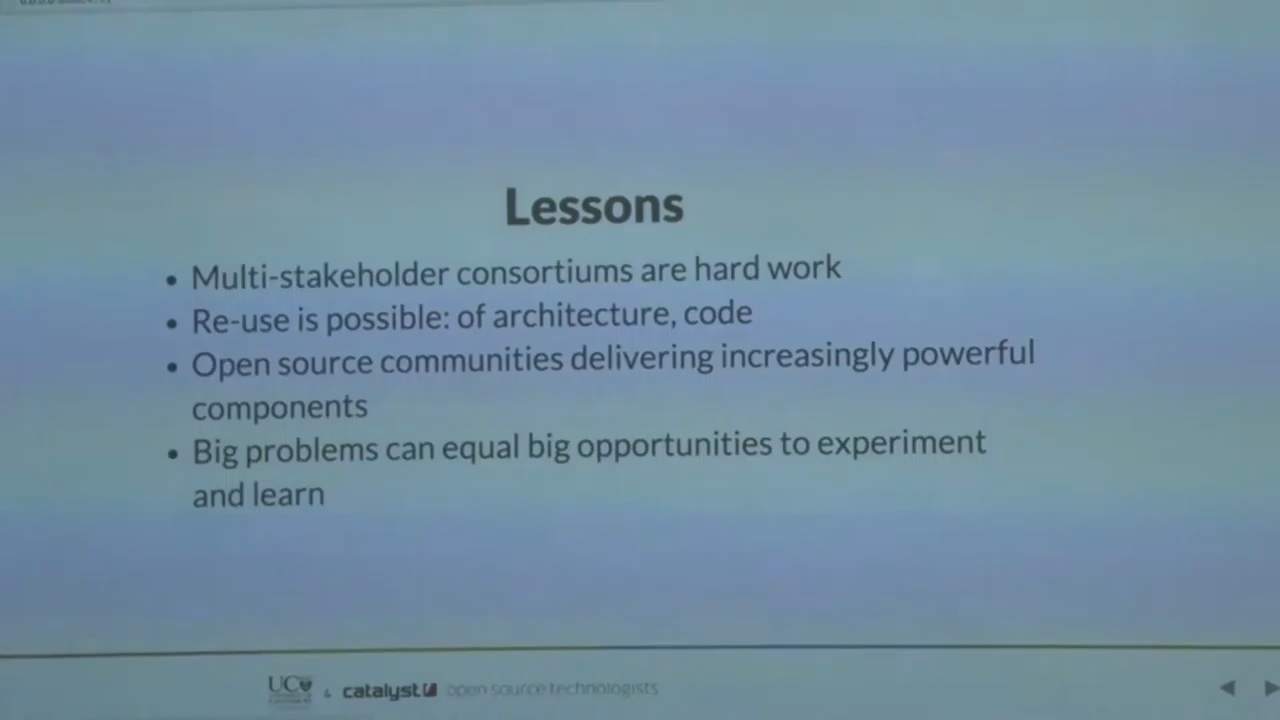 Lessons
• Multi-stakeholder consortiums are hard work
• Re-use is possible: of architecture, code
• Open source communities delivering increasingly powerful
components
• Big problems can equal big opportunities to experiment
and learn
UC & catalyst open source technologists